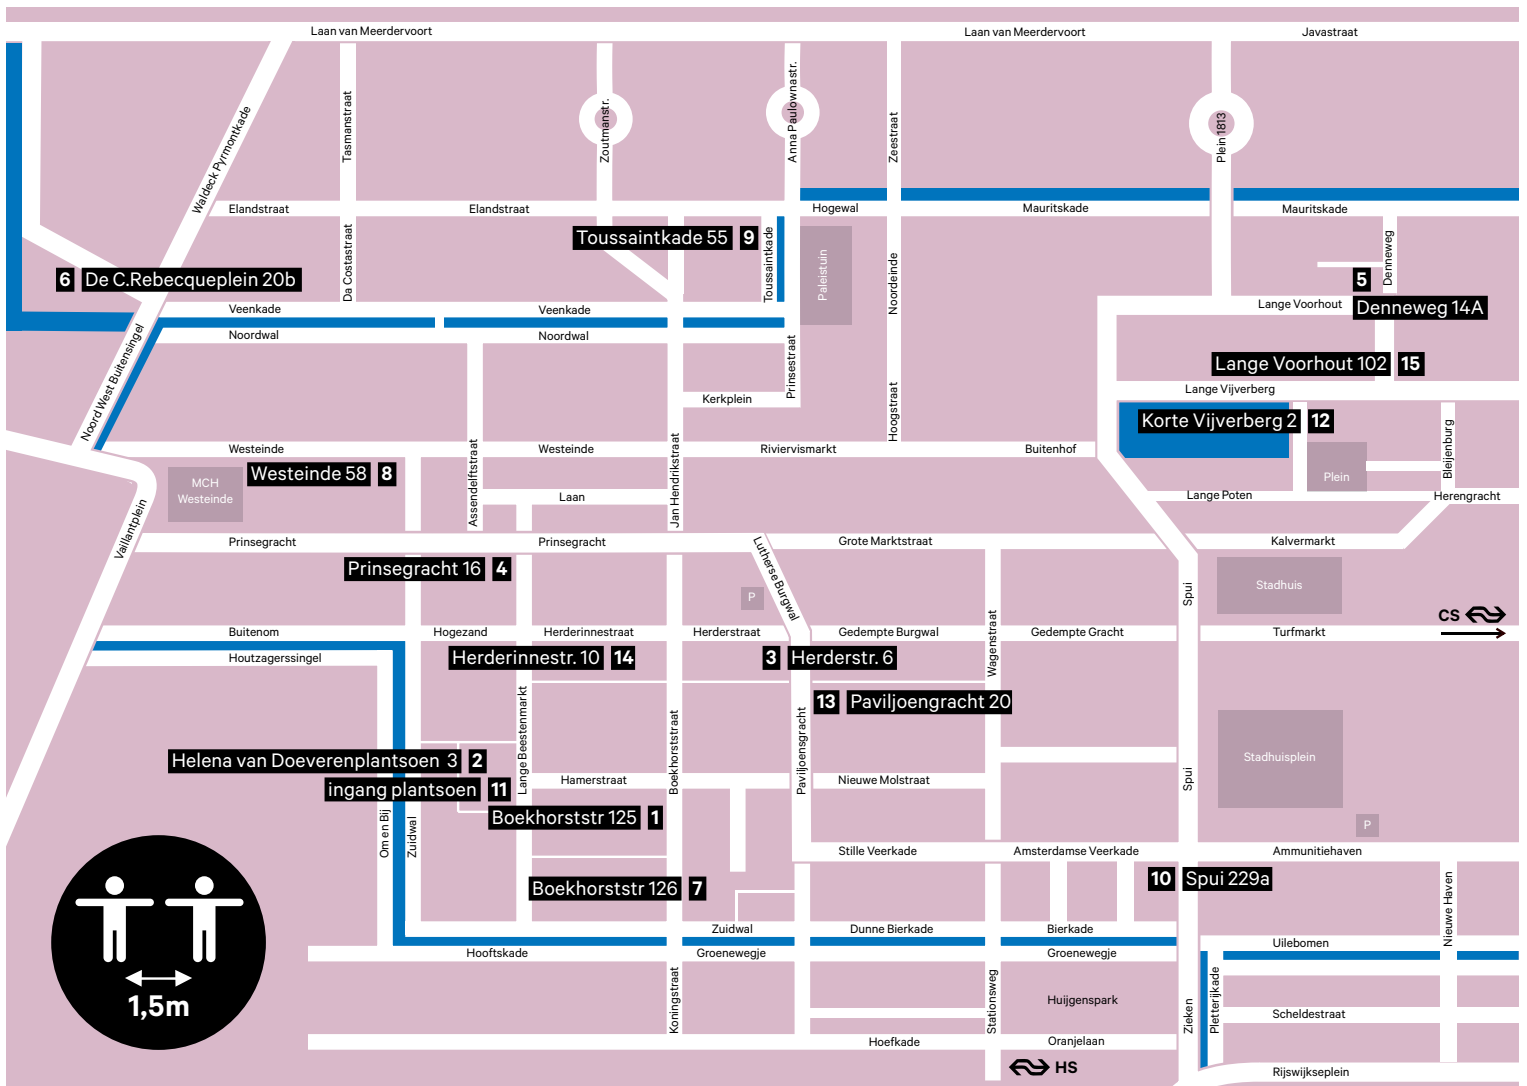 Laan van Meerdervoort
Laan van Meerdervoort
Javastraat
Waldeck Pyrmontkade
Tasmanstraat
Zoutmanstr.
Anna Paulownastr.
Zeestraat
Plein 1813
Elandstraat
Elandstraat
Hogewal
Mauritskade
Mauritskade
Da Costastraat
Toussaintkade 55 9
Toussaintkade
Paleistuin
Noordeinde
Denneweg
6 De C.Rebecqueplein 20b
5
Denneweg 14A
Lange Voorhout
Veenkade
Veenkade
Noordwal
Noordwal
Noord West Buitensingel
Prinsestraat
Lange Voorhout 102 15
Kerkplein
Hoogstraat
Lange Vijverberg
Korte Vijverberg 2 12
Bleijenburg
Westeinde
Westeinde
Riviervismarkt
Buitenhof
Westeinde 58 8
MCH
Westeinde
Assendelftstraat
Jan Hendrikstraat
Plein
Laan
Lange Poten
Herengracht
Vaillantplein
Prinsegracht
Prinsegracht
Grote Marktstraat
Kalvermarkt
Lutherse Burgwal
Prinsegracht 16 4
P
Spui
Stadhuis
CS
Buitenom
Hogezand
Herderinnestraat
Herderstraat
Gedempte Burgwal
Gedempte Gracht
Turfmarkt
Wagenstraat
Houtzagerssingel
Herderinnestr. 10 14
3 Herderstr. 6
13 Paviljoengracht 20
Lange Beestenmarkt
Boekhorststraat
Paviljoensgracht
Helena van Doeverenplantsoen 3 2
ingang plantsoen 11
Hamerstraat
Nieuwe Molstraat
Spui
Stadhuisplein
Boekhorststr 125 1
P
Om en Bij
Zuidwal
Stille Veerkade
Amsterdamse Veerkade
Ammunitiehaven
Boekhorststr 126 7
10 Spui 229a
Nieuwe Haven
Zuidwal
Dunne Bierkade
Bierkade
Uilebomen
Hooftskade
Groenewegje
Groenewegje
1,5m
Koningstraat
Stationsweg
Huijgenspark
Zieken
Pletterijkade
Scheldestraat
Hoefkade
Oranjelaan
HS
Rijswijkseplein